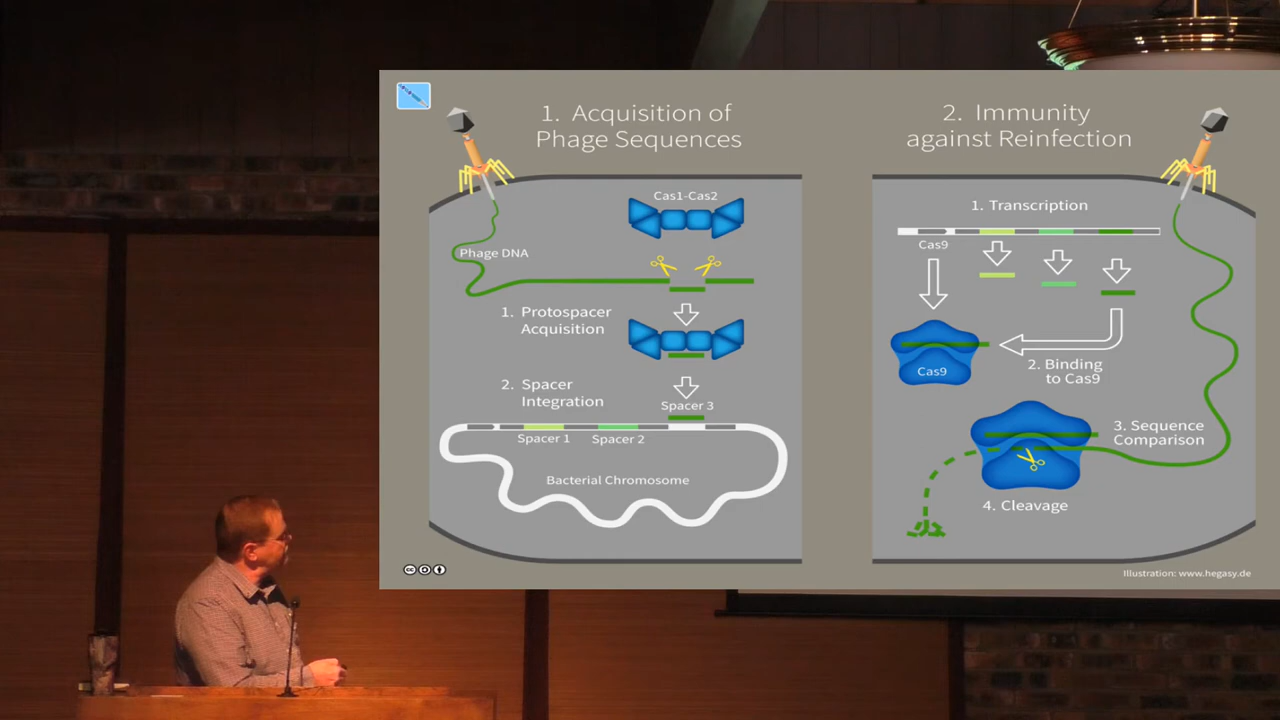 1. Acquisition of
Phage Sequences
Cas1-Cas2
Phage DNA
1. Protospacer
Acquisition
2. Spacer
Integration
Spacer 3
Spacer 1
Spacer 2
Bacterial Chromosome
2. Immunity
against Reinfection
1. Transcription
Cas9
Cas9
2. Binding
to Cas9
3. Sequence
Comparison
4. Cleavage
cc
Illustration: www.hegasy.de